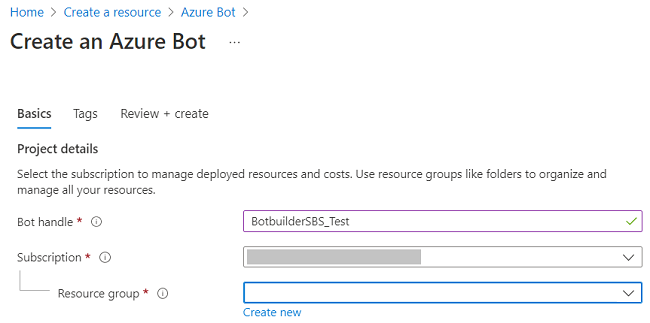 Home > Create a resource > Azure Bot >
Create an Azure Bot ...
Basics Tags Review + create
Project details
Select the subscription to manage deployed resources and costs. Use resource groups like folders to organize and
manage all your resources.
Bot handle *
BotbuilderSBS_Test
Subscription *
Resource group *
Create new